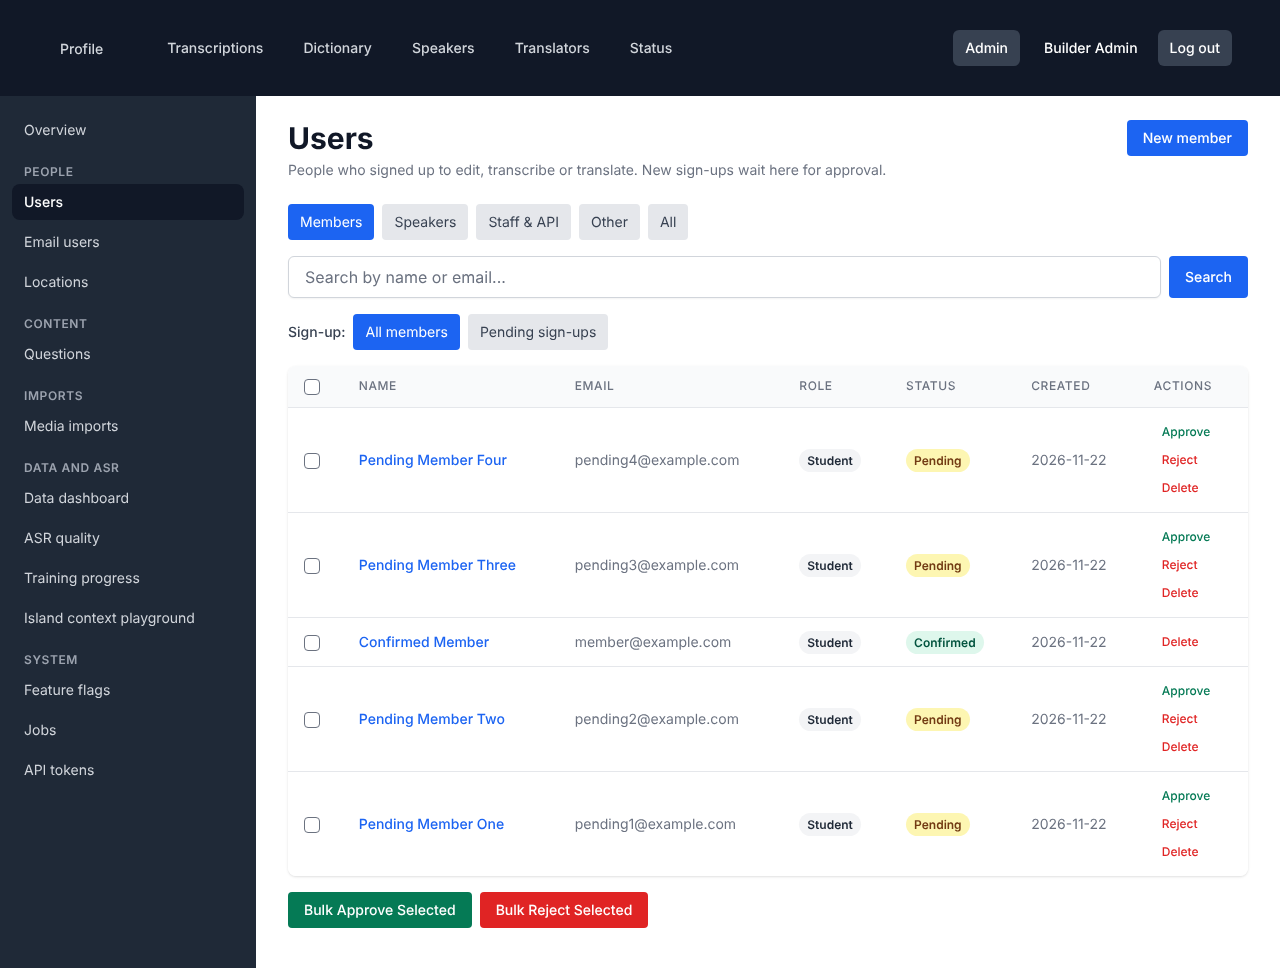 Profile
Transcriptions
Dictionary
Speakers
Translators
Status
Admin
Builder Admin
Log out
Overview
PEOPLE
Users
Email users
Locations
CONTENT
Questions
IMPORTS
Media imports
DATA AND ASR
Data dashboard
ASR quality
Training progress
Island context playground
SYSTEM
Feature flags
Jobs
API tokens
Users
New member
People who signed up to edit, transcribe or translate. New sign-ups wait here for approval.
Members
Speakers
Staff & API
Other
All
Search by name or email...
Search
Sign-up:
All members
Pending sign-ups
NAME EMAIL ROLE STATUS CREATED ACTIONS
Pending Member Four pending4@example.com Student Pending 2026-11-22
Approve
Reject
Delete
Pending Member Three pending3@example.com Student Pending 2026-11-22
Approve
Reject
Delete
Confirmed Member member@example.com Student Confirmed 2026-11-22
Delete
Pending Member Two pending2@example.com Student Pending 2026-11-22
Approve
Reject
Delete
Pending Member One pending1@example.com Student Pending 2026-11-22
Approve
Reject
Delete
Bulk Approve Selected
Bulk Reject Selected